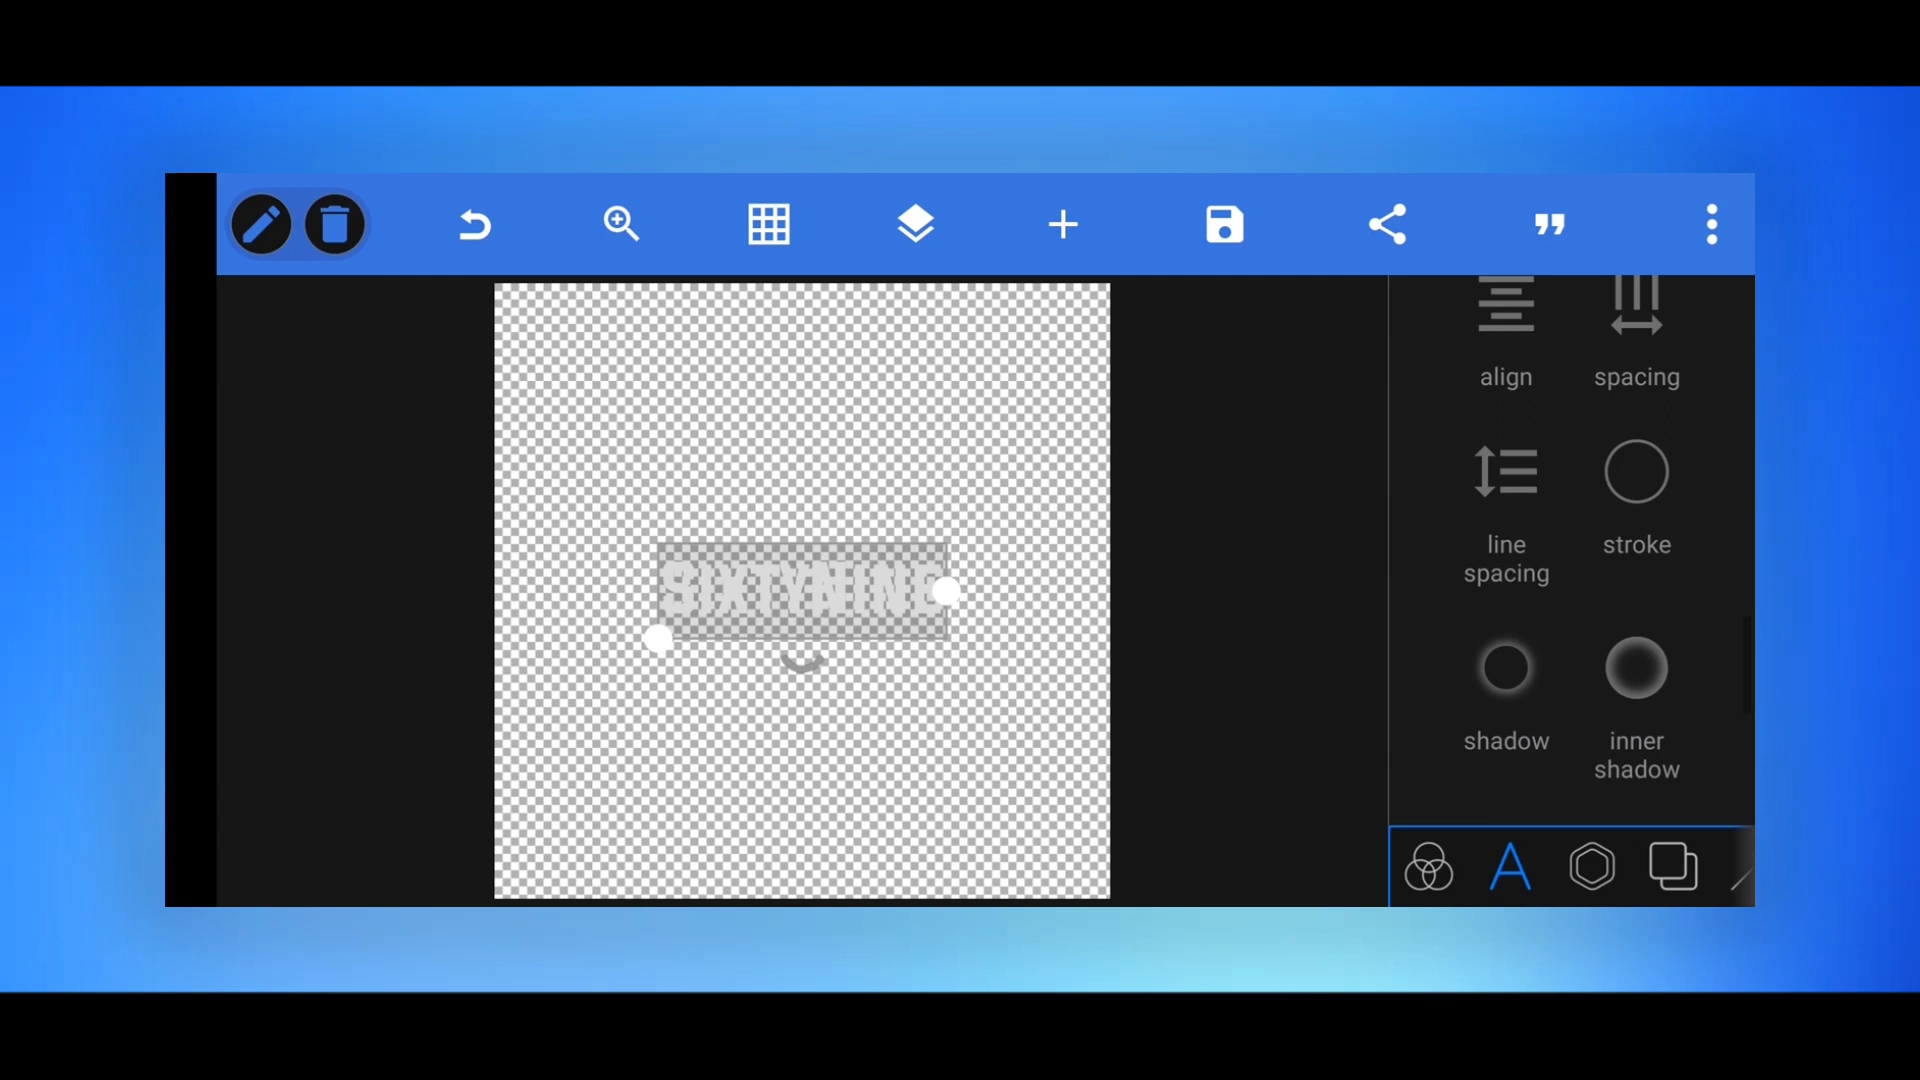 align
spacing
SIXTYNINE
line
spacing
stroke
shadow
inner
shadow